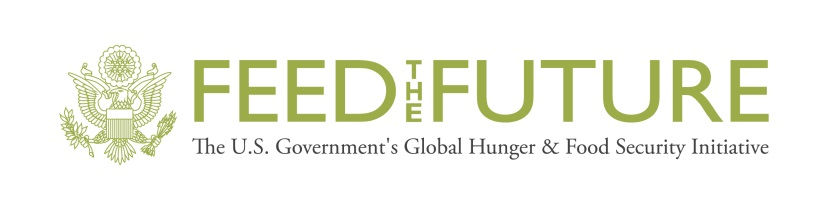 FEED THE FUTURE
The U.S. Government's Global Hunger & Food Security Initiative